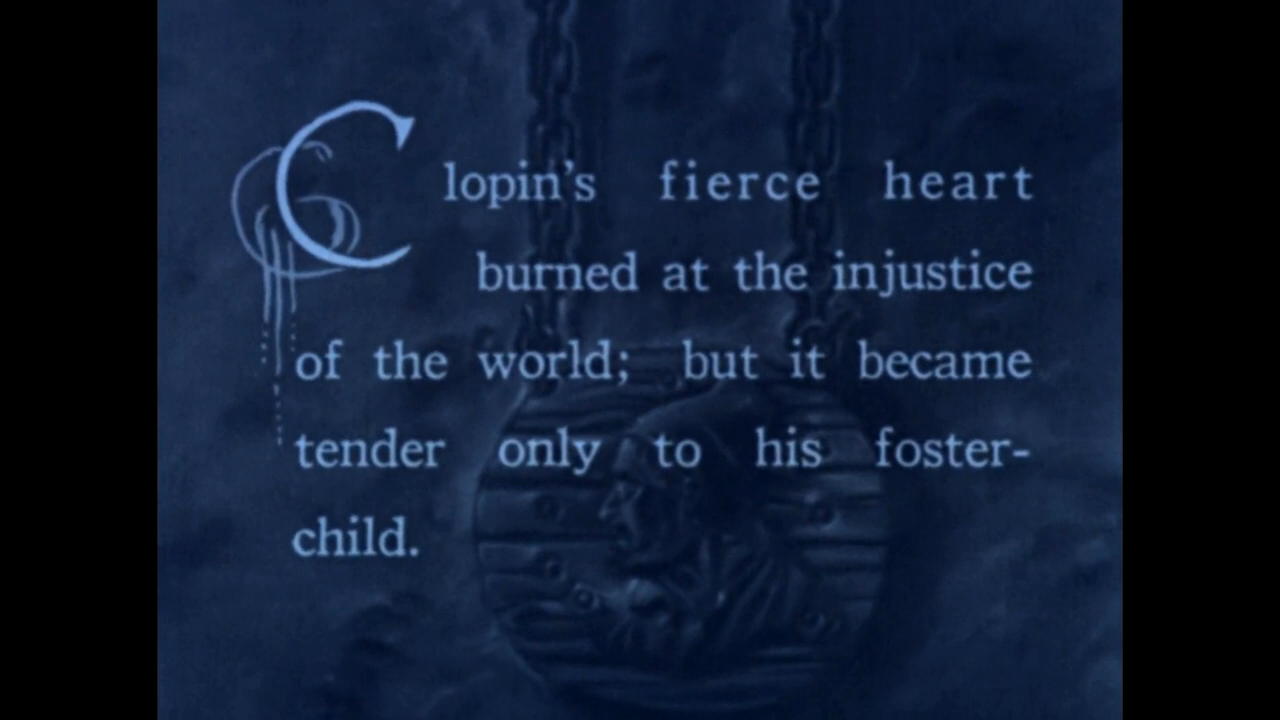 Clopin's fierce heart
burned at the injustice
of the world; but it became
tender only to his foster-
child.